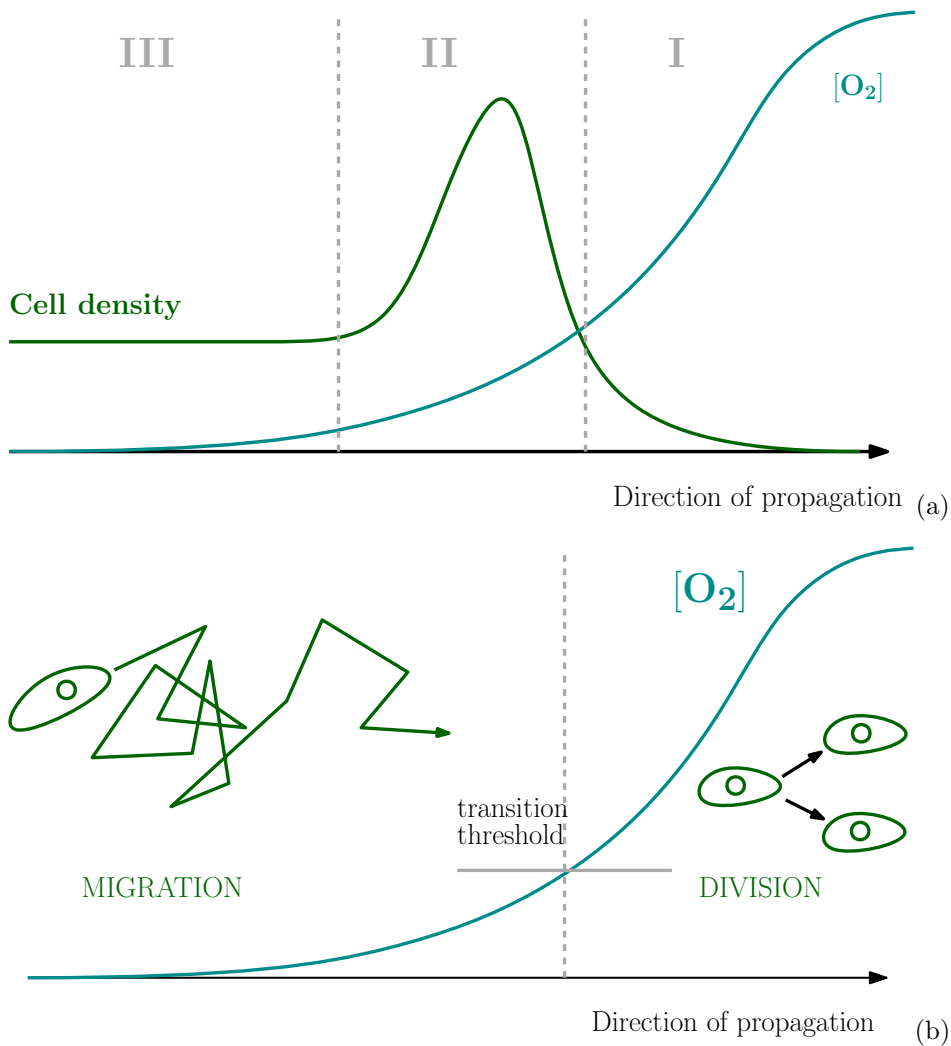 III II I
[O₂]
Cell density
Direction of propagation (a)
[O₂]
transition
threshold
MIGRATION DIVISION
Direction of propagation (b)